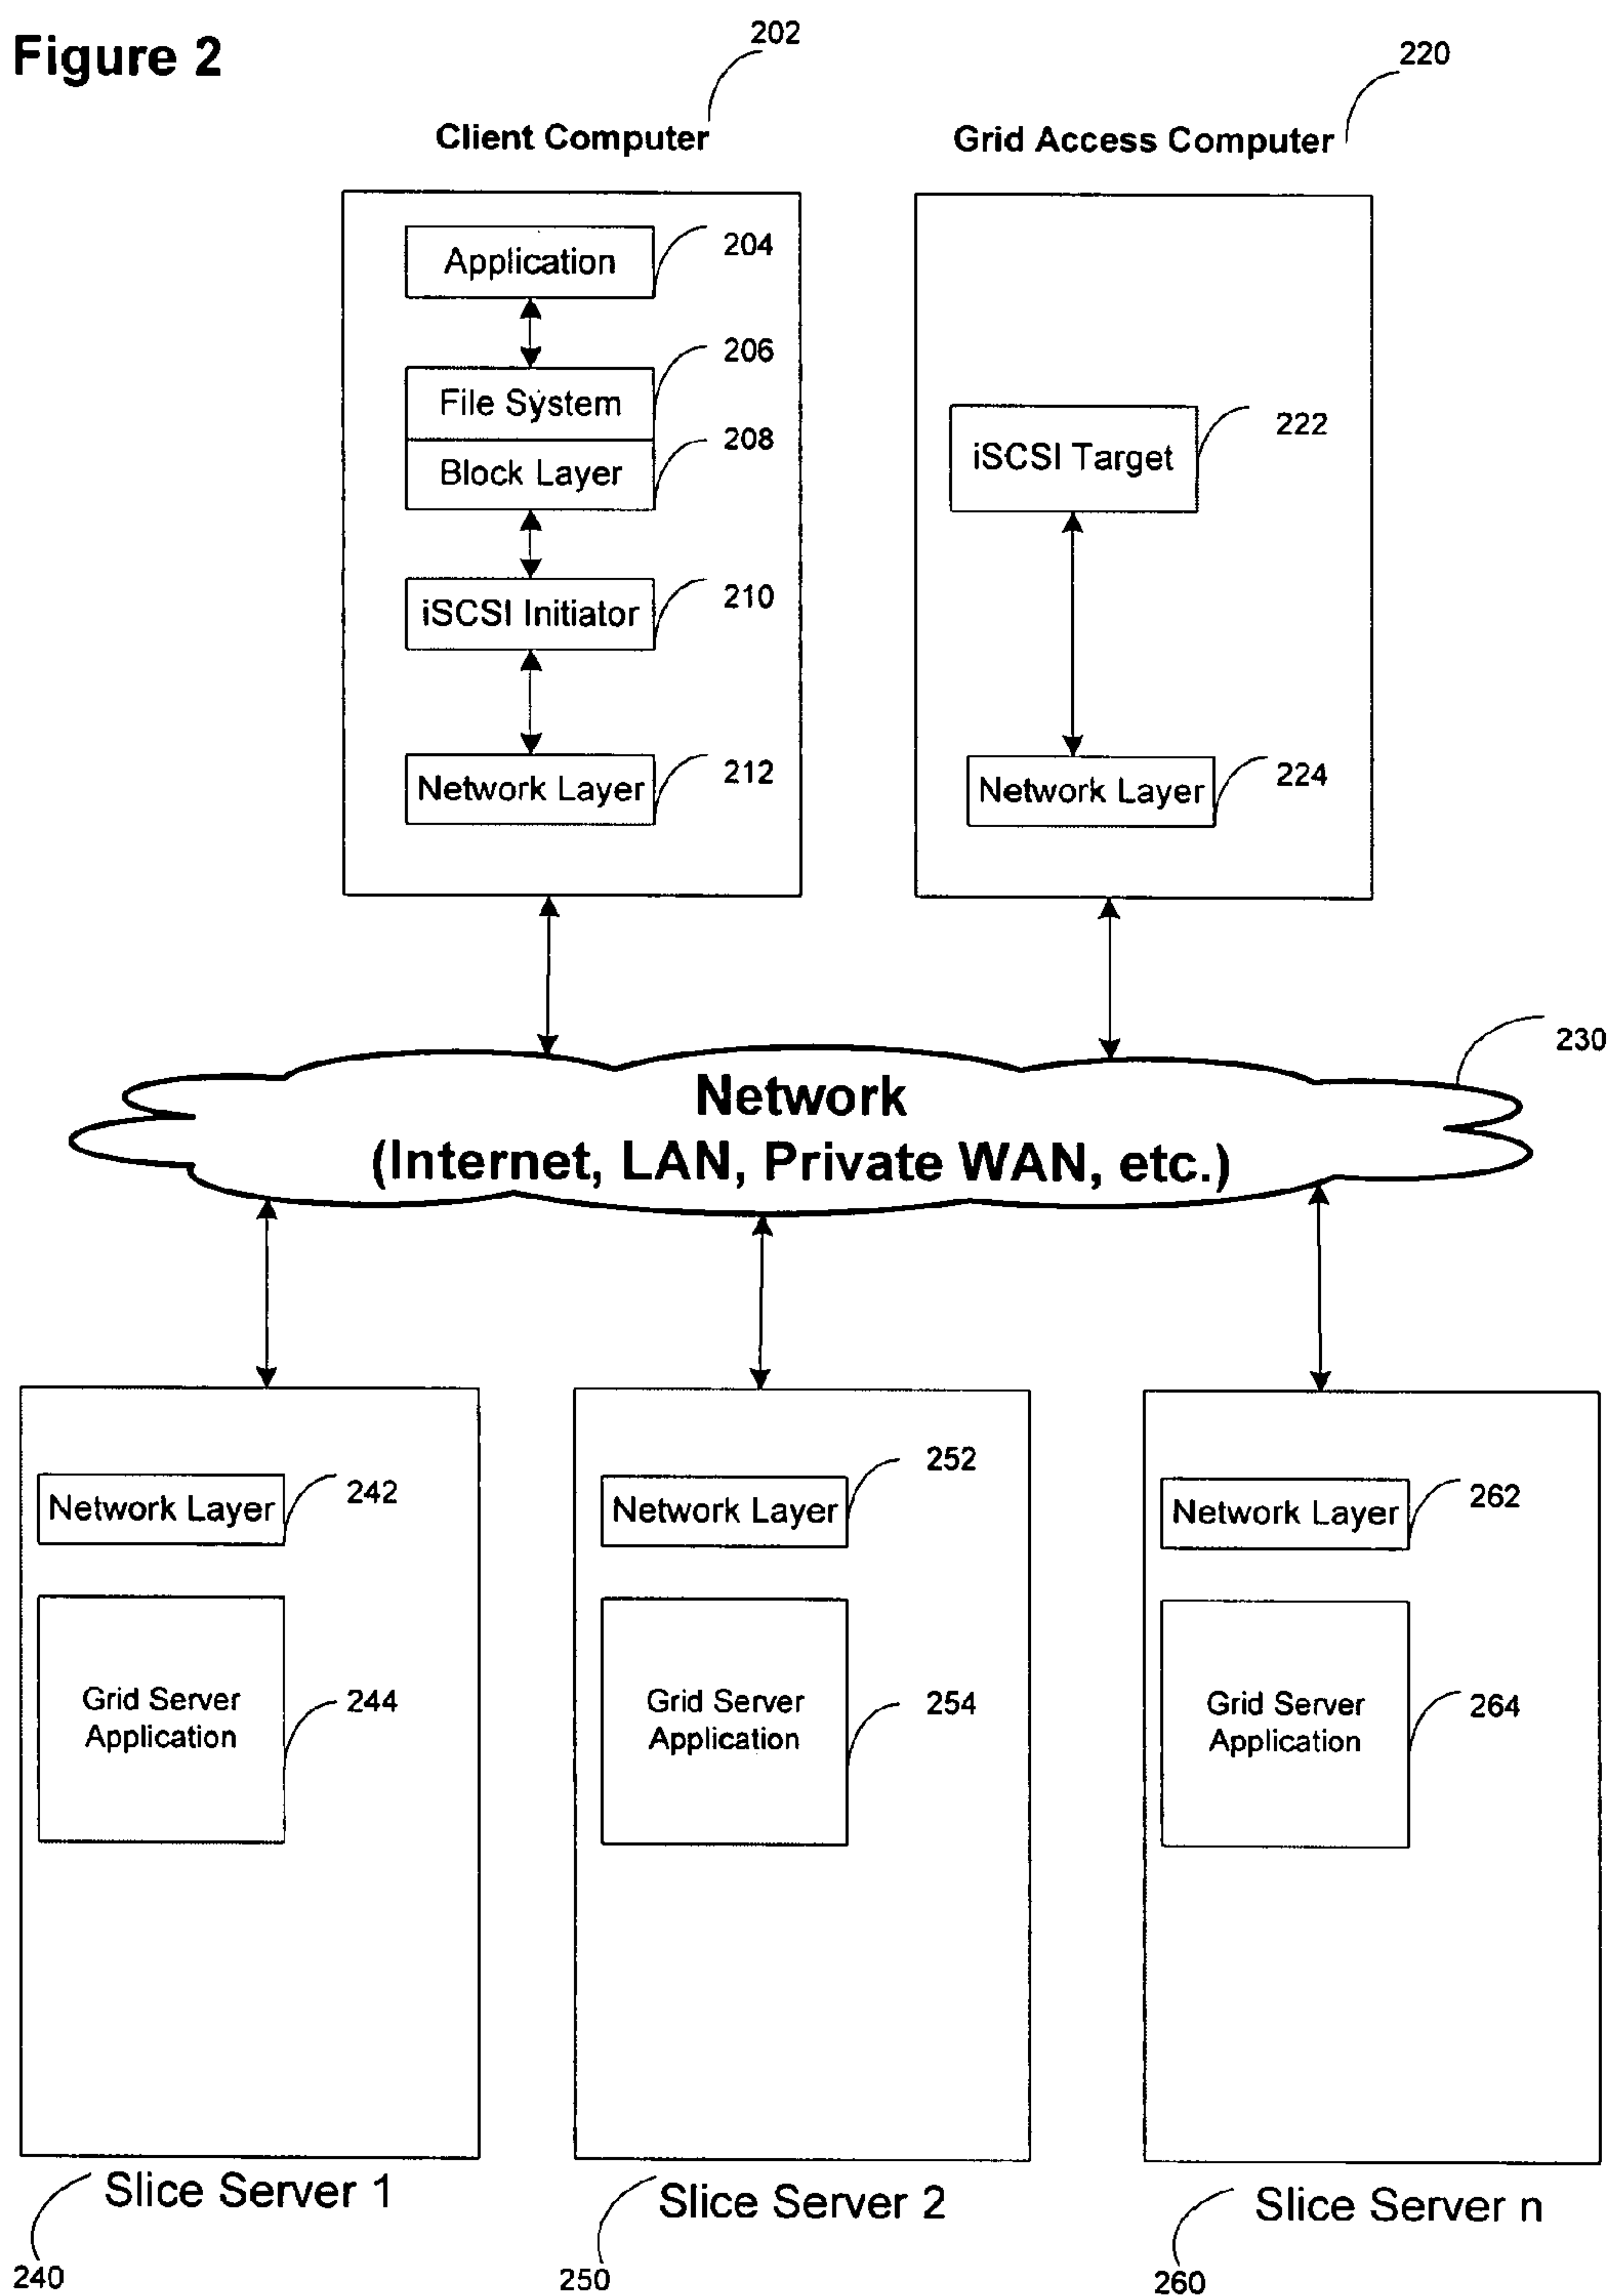 Figure 2
202
220
Client Computer
Grid Access Computer
Application
204
File System
206
Block Layer
208
iSCSI Initiator
210
Network Layer
212
iSCSI Target
222
Network Layer
224
230
Network
(Internet, LAN, Private WAN, etc.)
Network Layer
242
Grid Server
Application
244
Network Layer
252
Grid Server
Application
254
Network Layer
262
Grid Server
Application
264
Slice Server 1
Slice Server 2
Slice Server n
240
250
260